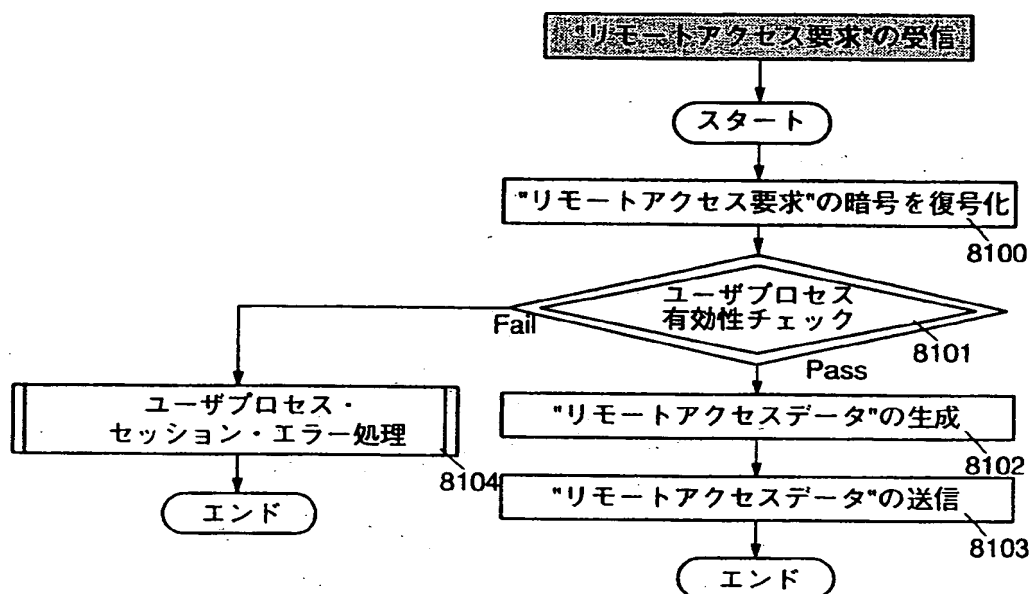 "リモートアクセス要求"の受信
スタート
"リモートアクセス要求"の暗号を復号化
8100
ユーザプロセス
有効性チェック
8101
Fail
Pass
ユーザプロセス・
セッション・エラー処理
8104
エンド
"リモートアクセスデータ"の生成
8102
"リモートアクセスデータ"の送信
8103
エンド